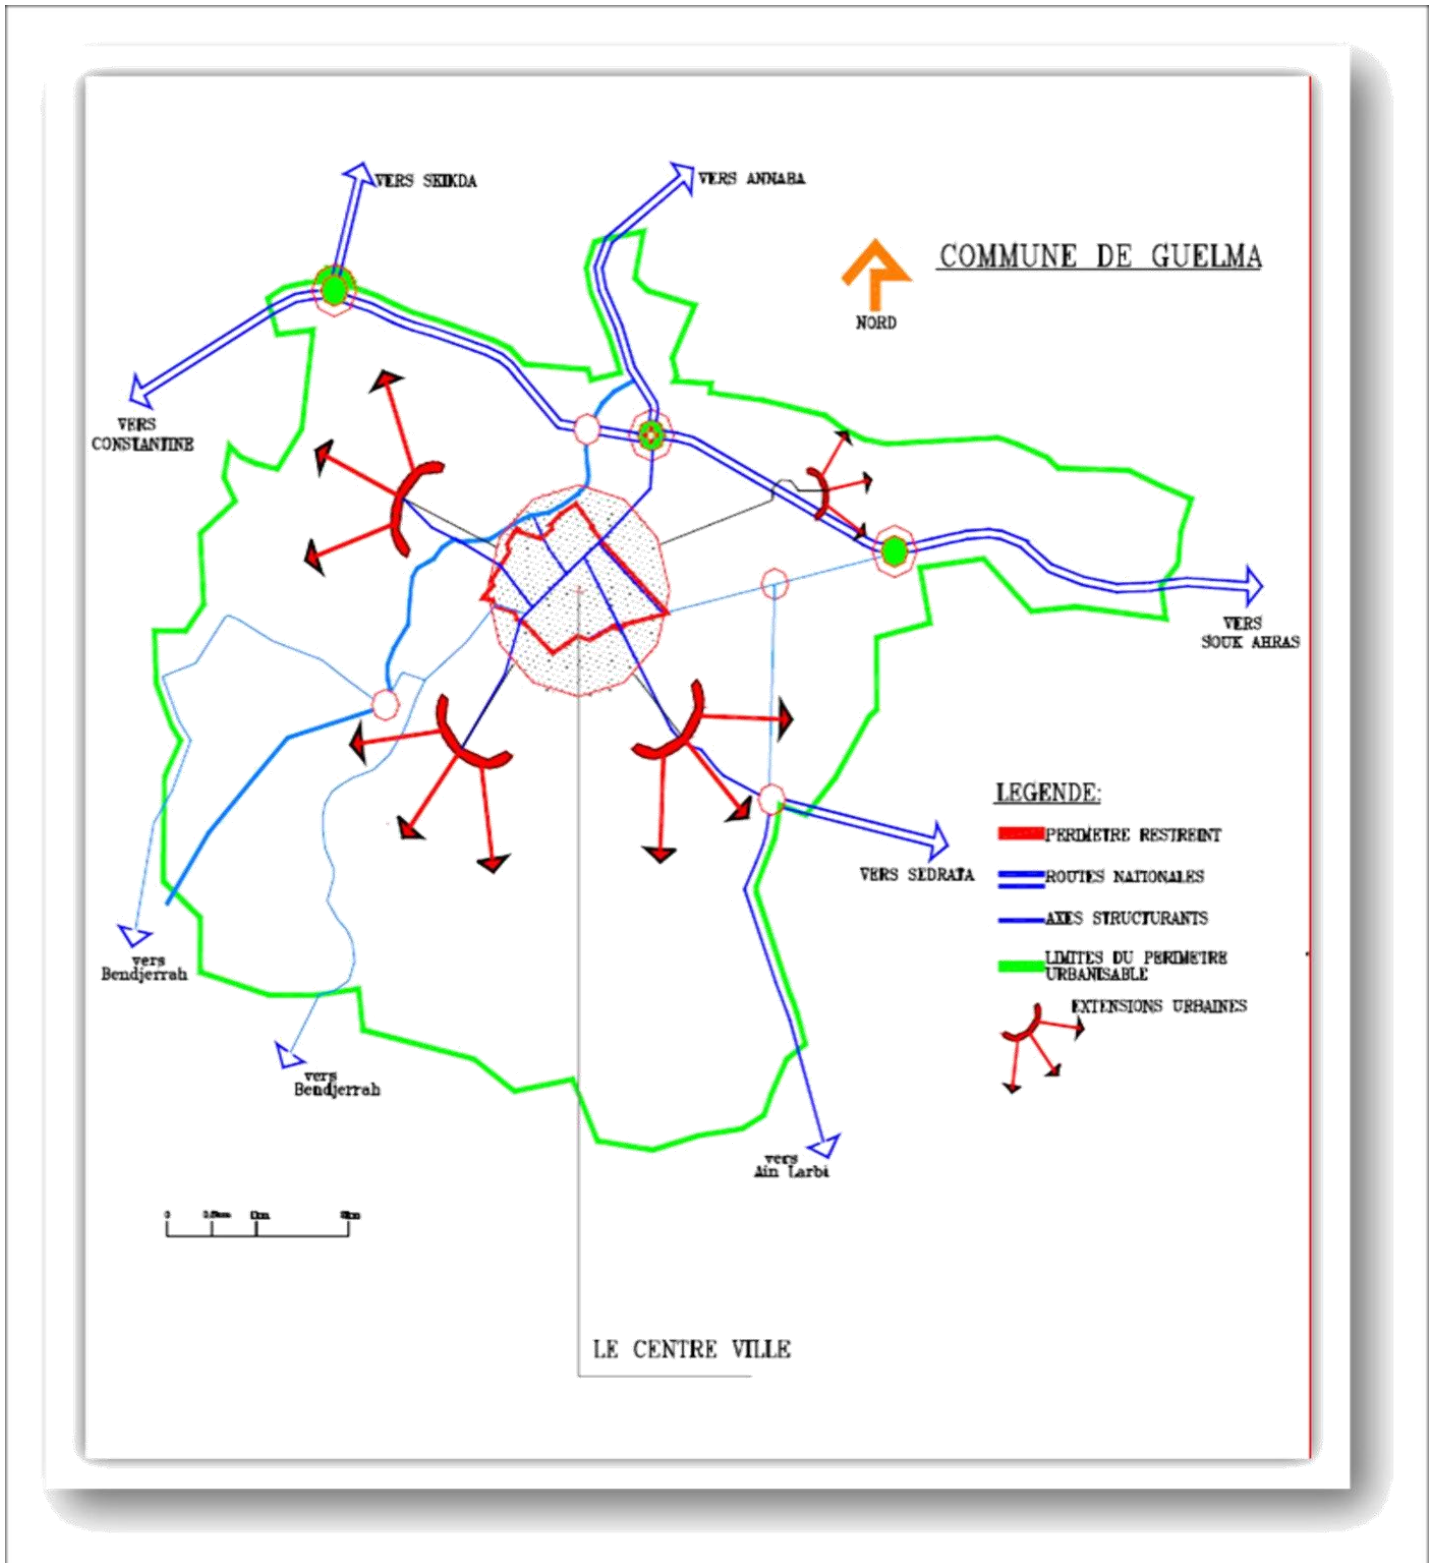 VERS SKIKDA
VERS ANNABA
COMMUNE DE GUELMA
NORD
VERS
CONSTANTINE
VERS
SOUK AHRAS
LEGENDE:
PERIMETRE RESTREINT
VERS SEDRATA
ROUTES NATIONALES
AXES STRUCTURANTS
vers
Bendjerrah
LIMITES DU PERIMETRE
URBANISABLE
EXTENSIONS URBAINES
vers
Bendjerrah
vers
Ain Larbi
0
LE CENTRE VILLE